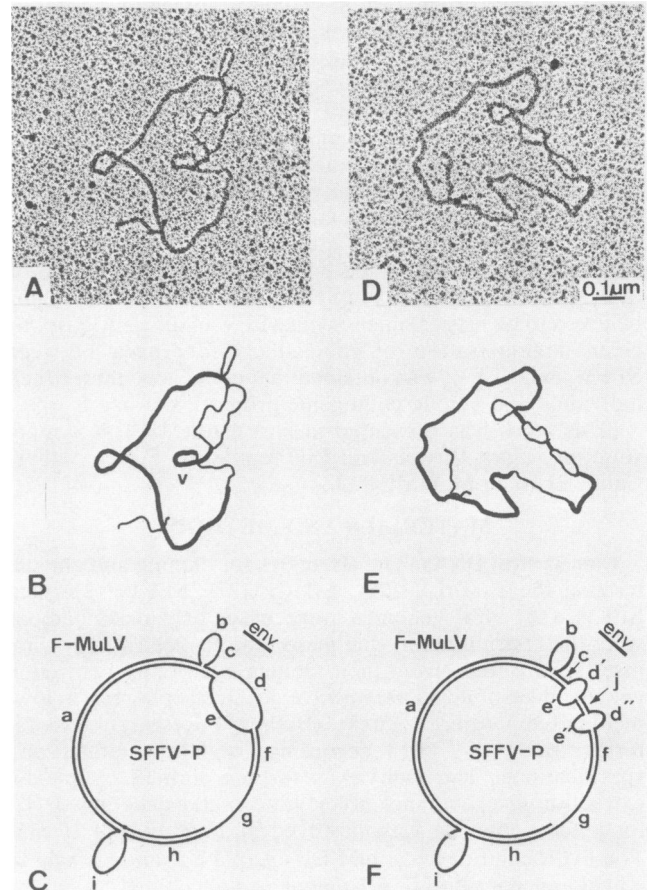 A
D
0.1μm
B
v
E
F-MuLV
b
c
env
d
a
e
f
SFFV-P
g
h
i
C
F-MuLV
b
c
env
d'
j
a
e'
d''
e''
SFFV-P
g
h
i
F